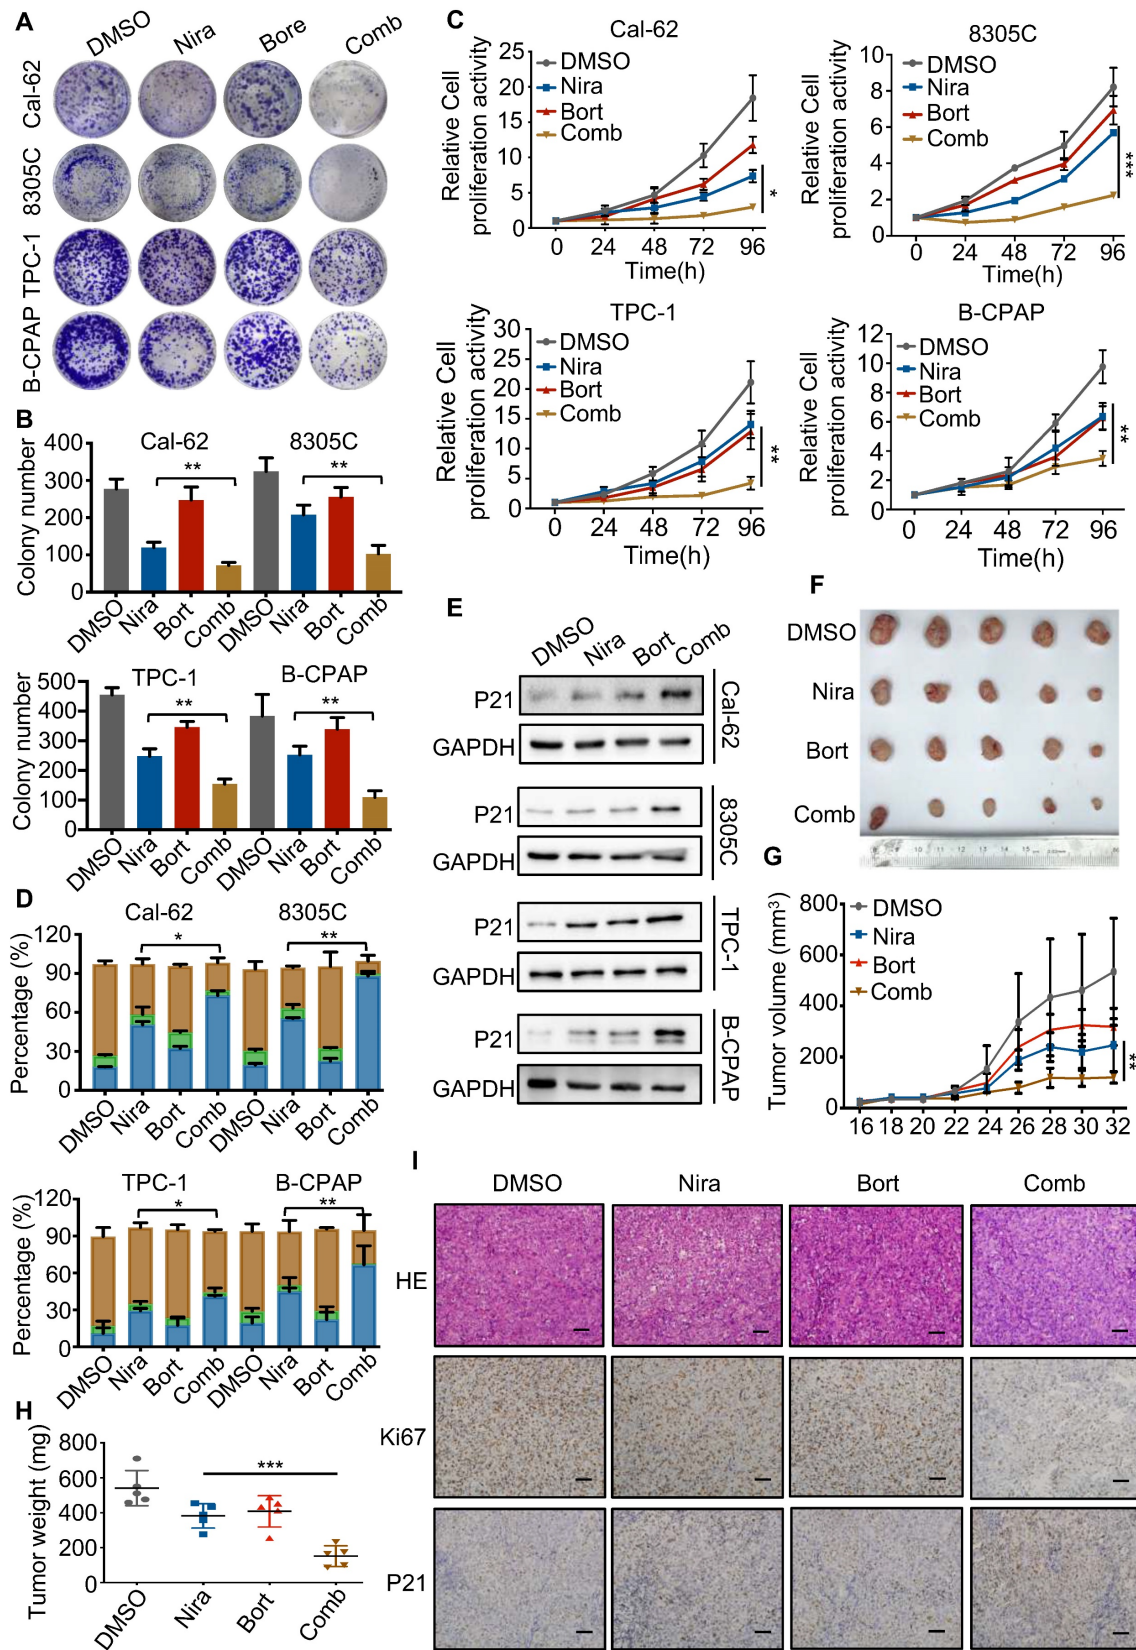 A
DMSO Nira Bore Comb
Cal-62
8305C
TPC-1
B-CPAP
B
Cal-62 8305C
Colony number
400
300
200
100
0
** **
DMSO Nira Bort Comb DMSO Nira Bort Comb
TPC-1 B-CPAP
Colony number
500
400
300
200
100
0
** **
DMSO Nira Bort Comb DMSO Nira Bort Comb
C
Cal-62
Relative Cell
proliferation activity
25
20
15
10
5
0
DMSO
Nira
Bort
Comb
*
0 24 48 72 96
Time(h)
8305C
Relative Cell
proliferation activity
10
8
6
4
2
0
DMSO
Nira
Bort
Comb
***
0 24 48 72 96
Time(h)
TPC-1
Relative Cell
proliferation activity
30
25
20
15
10
5
0
DMSO
Nira
Bort
Comb
**
0 24 48 72 96
Time(h)
B-CPAP
Relative Cell
proliferation activity
12
10
8
6
4
2
0
DMSO
Nira
Bort
Comb
**
0 24 48 72 96
Time(h)
D
Cal-62 8305C
Percentage (%)
120
90
30
0
* **
DMSO Nira Bort Comb DMSO Nira Bort Comb
TPC-1 B-CPAP
Percentage (%)
120
90
60
30
0
* **
DMSO Nira Bort Comb DMSO Nira Bort Comb
E
DMSO Nira Bort Comb
P21
GAPDH
Cal-62
P21
GAPDH
8305C
P21
GAPDH
TPC-1
P21
GAPDH
B-CPAP
F
DMSO
Nira
Bort
Comb
G
Tumor volume (mm³)
800
600
400
200
0
DMSO
Nira
Bort
Comb
**
16 18 20 22 24 26 28 30 32
H
Tumor weight (mg)
800
600
400
200
0
***
DMSO Nira Bort Comb
I
DMSO Nira Bort Comb
HE
Ki67
P21